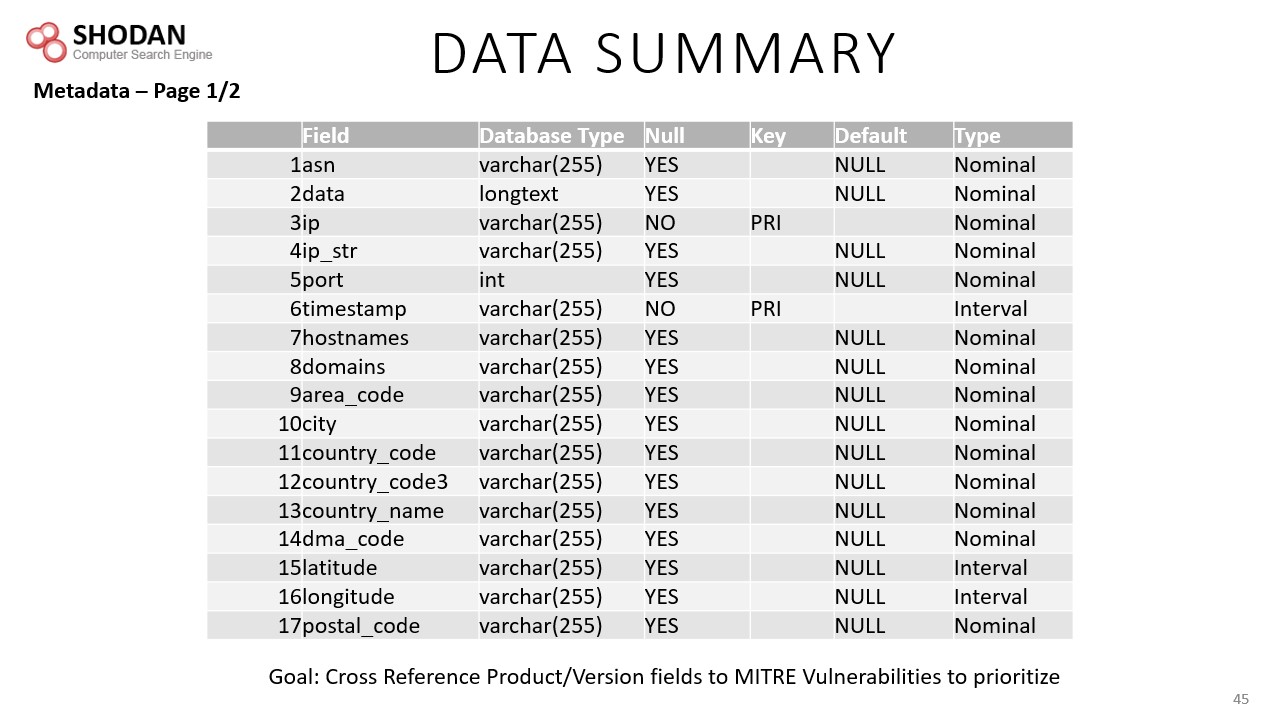 SHODAN
Computer Search Engine
DATA SUMMARY
Metadata – Page 1/2
Field Database Type Null Key Default Type
1 asn varchar(255) YES NULL Nominal
2 data longtext YES NULL Nominal
3 ip varchar(255) NO PRI Nominal
4 ip_str varchar(255) YES NULL Nominal
5 port int YES NULL Nominal
6 timestamp varchar(255) NO PRI Interval
7 hostnames varchar(255) YES NULL Nominal
8 domains varchar(255) YES NULL Nominal
9 area_code varchar(255) YES NULL Nominal
10 city varchar(255) YES NULL Nominal
11 country_code varchar(255) YES NULL Nominal
12 country_code3 varchar(255) YES NULL Nominal
13 country_name varchar(255) YES NULL Nominal
14 dma_code varchar(255) YES NULL Nominal
15 latitude varchar(255) YES NULL Interval
16 longitude varchar(255) YES NULL Interval
17 postal_code varchar(255) YES NULL Nominal
Goal: Cross Reference Product/Version fields to MITRE Vulnerabilities to prioritize
45